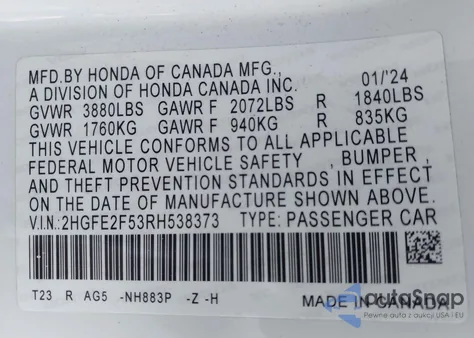 MFD.BY HONDA OF CANADA MFG.,
A DIVISION OF HONDA CANADA INC. 01/'24
GVWR 3880LBS GAWR F 2072LBS R 1840LBS
GVWR 1760KG GAWR F 940KG R 835KG
THIS VEHICLE CONFORMS TO ALL APPLICABLE
FEDERAL MOTOR VEHICLE SAFETY , BUMPER ,
AND THEFT PREVENTION STANDARDS IN EFFECT
ON THE DATE OF MANUFACTURE SHOWN ABOVE.
V.I.N.:2HGFE2F53RH538373 TYPE: PASSENGER CAR
T23 R AG5 -NH883P -Z -H MADE IN CANADA
autoSnap
Pewne auta z aukcji USA i EU